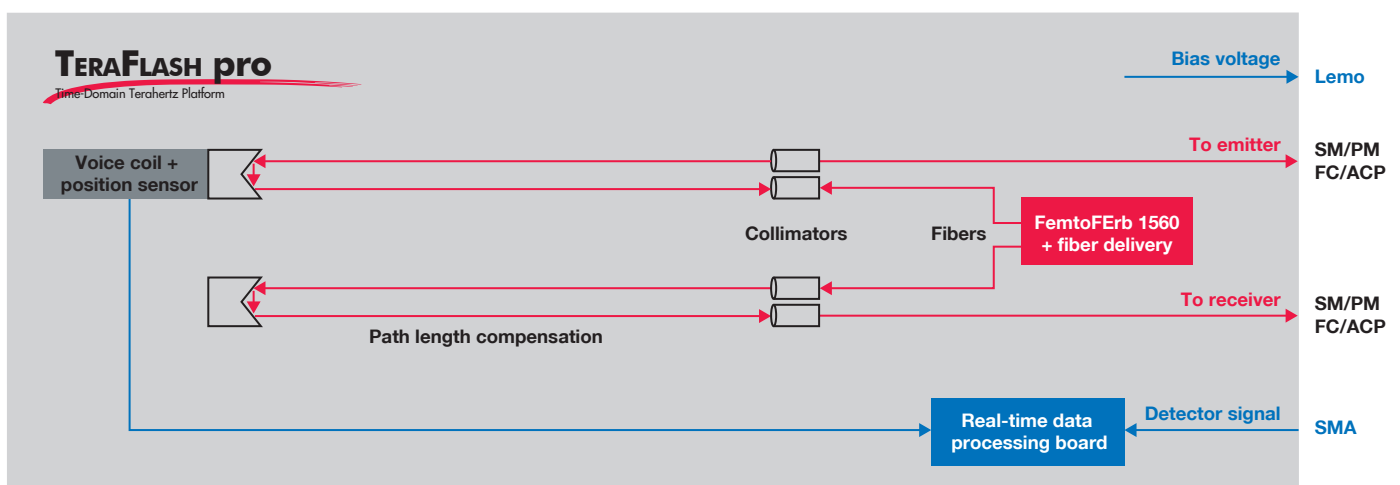 TERAFLASH pro
Time-Domain Terahertz Platform
Bias voltage
Lemo
Voice coil +
position sensor
To emitter
SM/PM
FC/ACP
Collimators
Fibers
FemtoFErb 1560
+ fiber delivery
Path length compensation
To receiver
SM/PM
FC/ACP
Real-time data
processing board
Detector signal
SMA